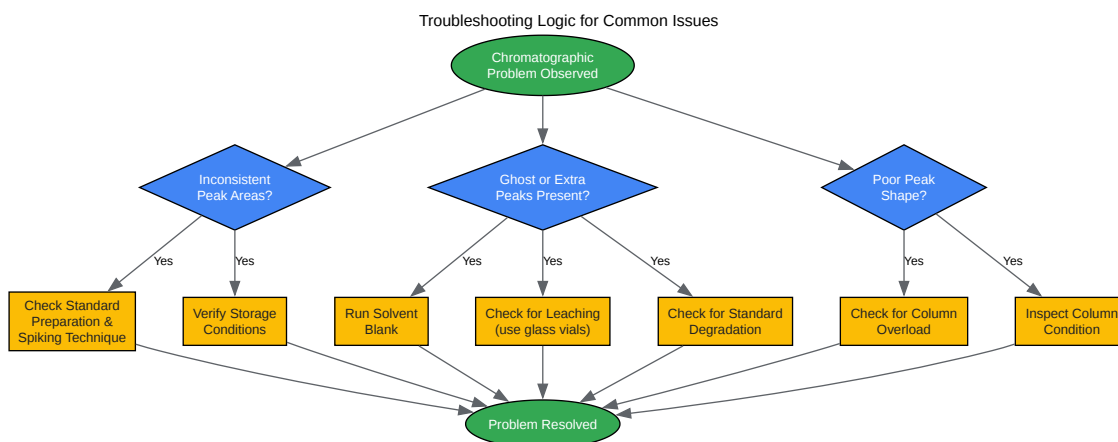 Troubleshooting Logic for Common Issues
Chromatographic
Problem Observed
Inconsistent
Peak Areas?
Ghost or Extra
Peaks Present?
Poor Peak
Shape?
Yes
Yes
Yes
Yes
Yes
Yes
Yes
Check Standard
Preparation &
Spiking Technique
Verify Storage
Conditions
Run Solvent
Blank
Check for Leaching
(use glass vials)
Check for Standard
Degradation
Check for Column
Overload
Inspect Column
Condition
Problem Resolved